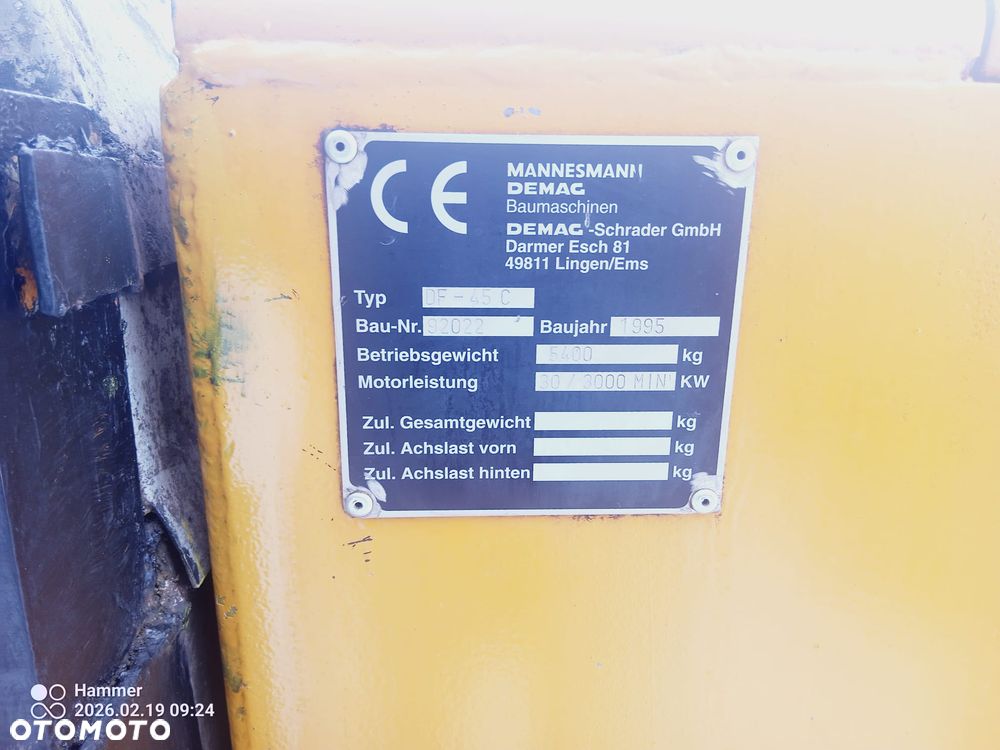 CE
MANNESMANN
DEMAG
Baumaschinen
DEMAG-Schrader GmbH
Darmer Esch 81
49811 Lingen/Ems
Typ DF-45 C
Bau-Nr. 92022 Baujahr 1995
Betriebsgewicht 5400 kg
Motorleistung 30/3000 MIN KW
Zul. Gesamtgewicht kg
Zul. Achslast vorn kg
Zul. Achslast hinten kg
Hammer
2026.02.19 09:24
OTOMOTO